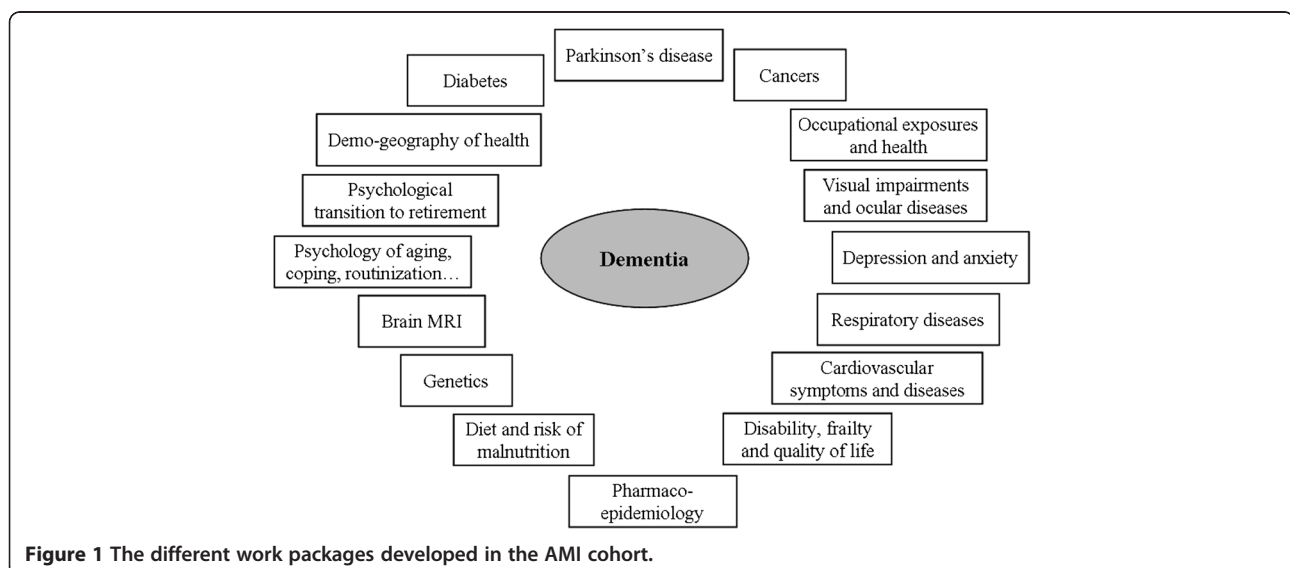 Parkinson's disease
Diabetes
Cancers
Demo-geography of health
Occupational exposures
and health
Psychological
transition to retirement
Visual impairments
and ocular diseases
Psychology of aging,
coping, routinization…
Dementia
Depression and anxiety
Brain MRI
Respiratory diseases
Genetics
Cardiovascular
symptoms and diseases
Diet and risk of
malnutrition
Disability, frailty
and quality of life
Pharmaco-
epidemiology
Figure 1 The different work packages developed in the AMI cohort.